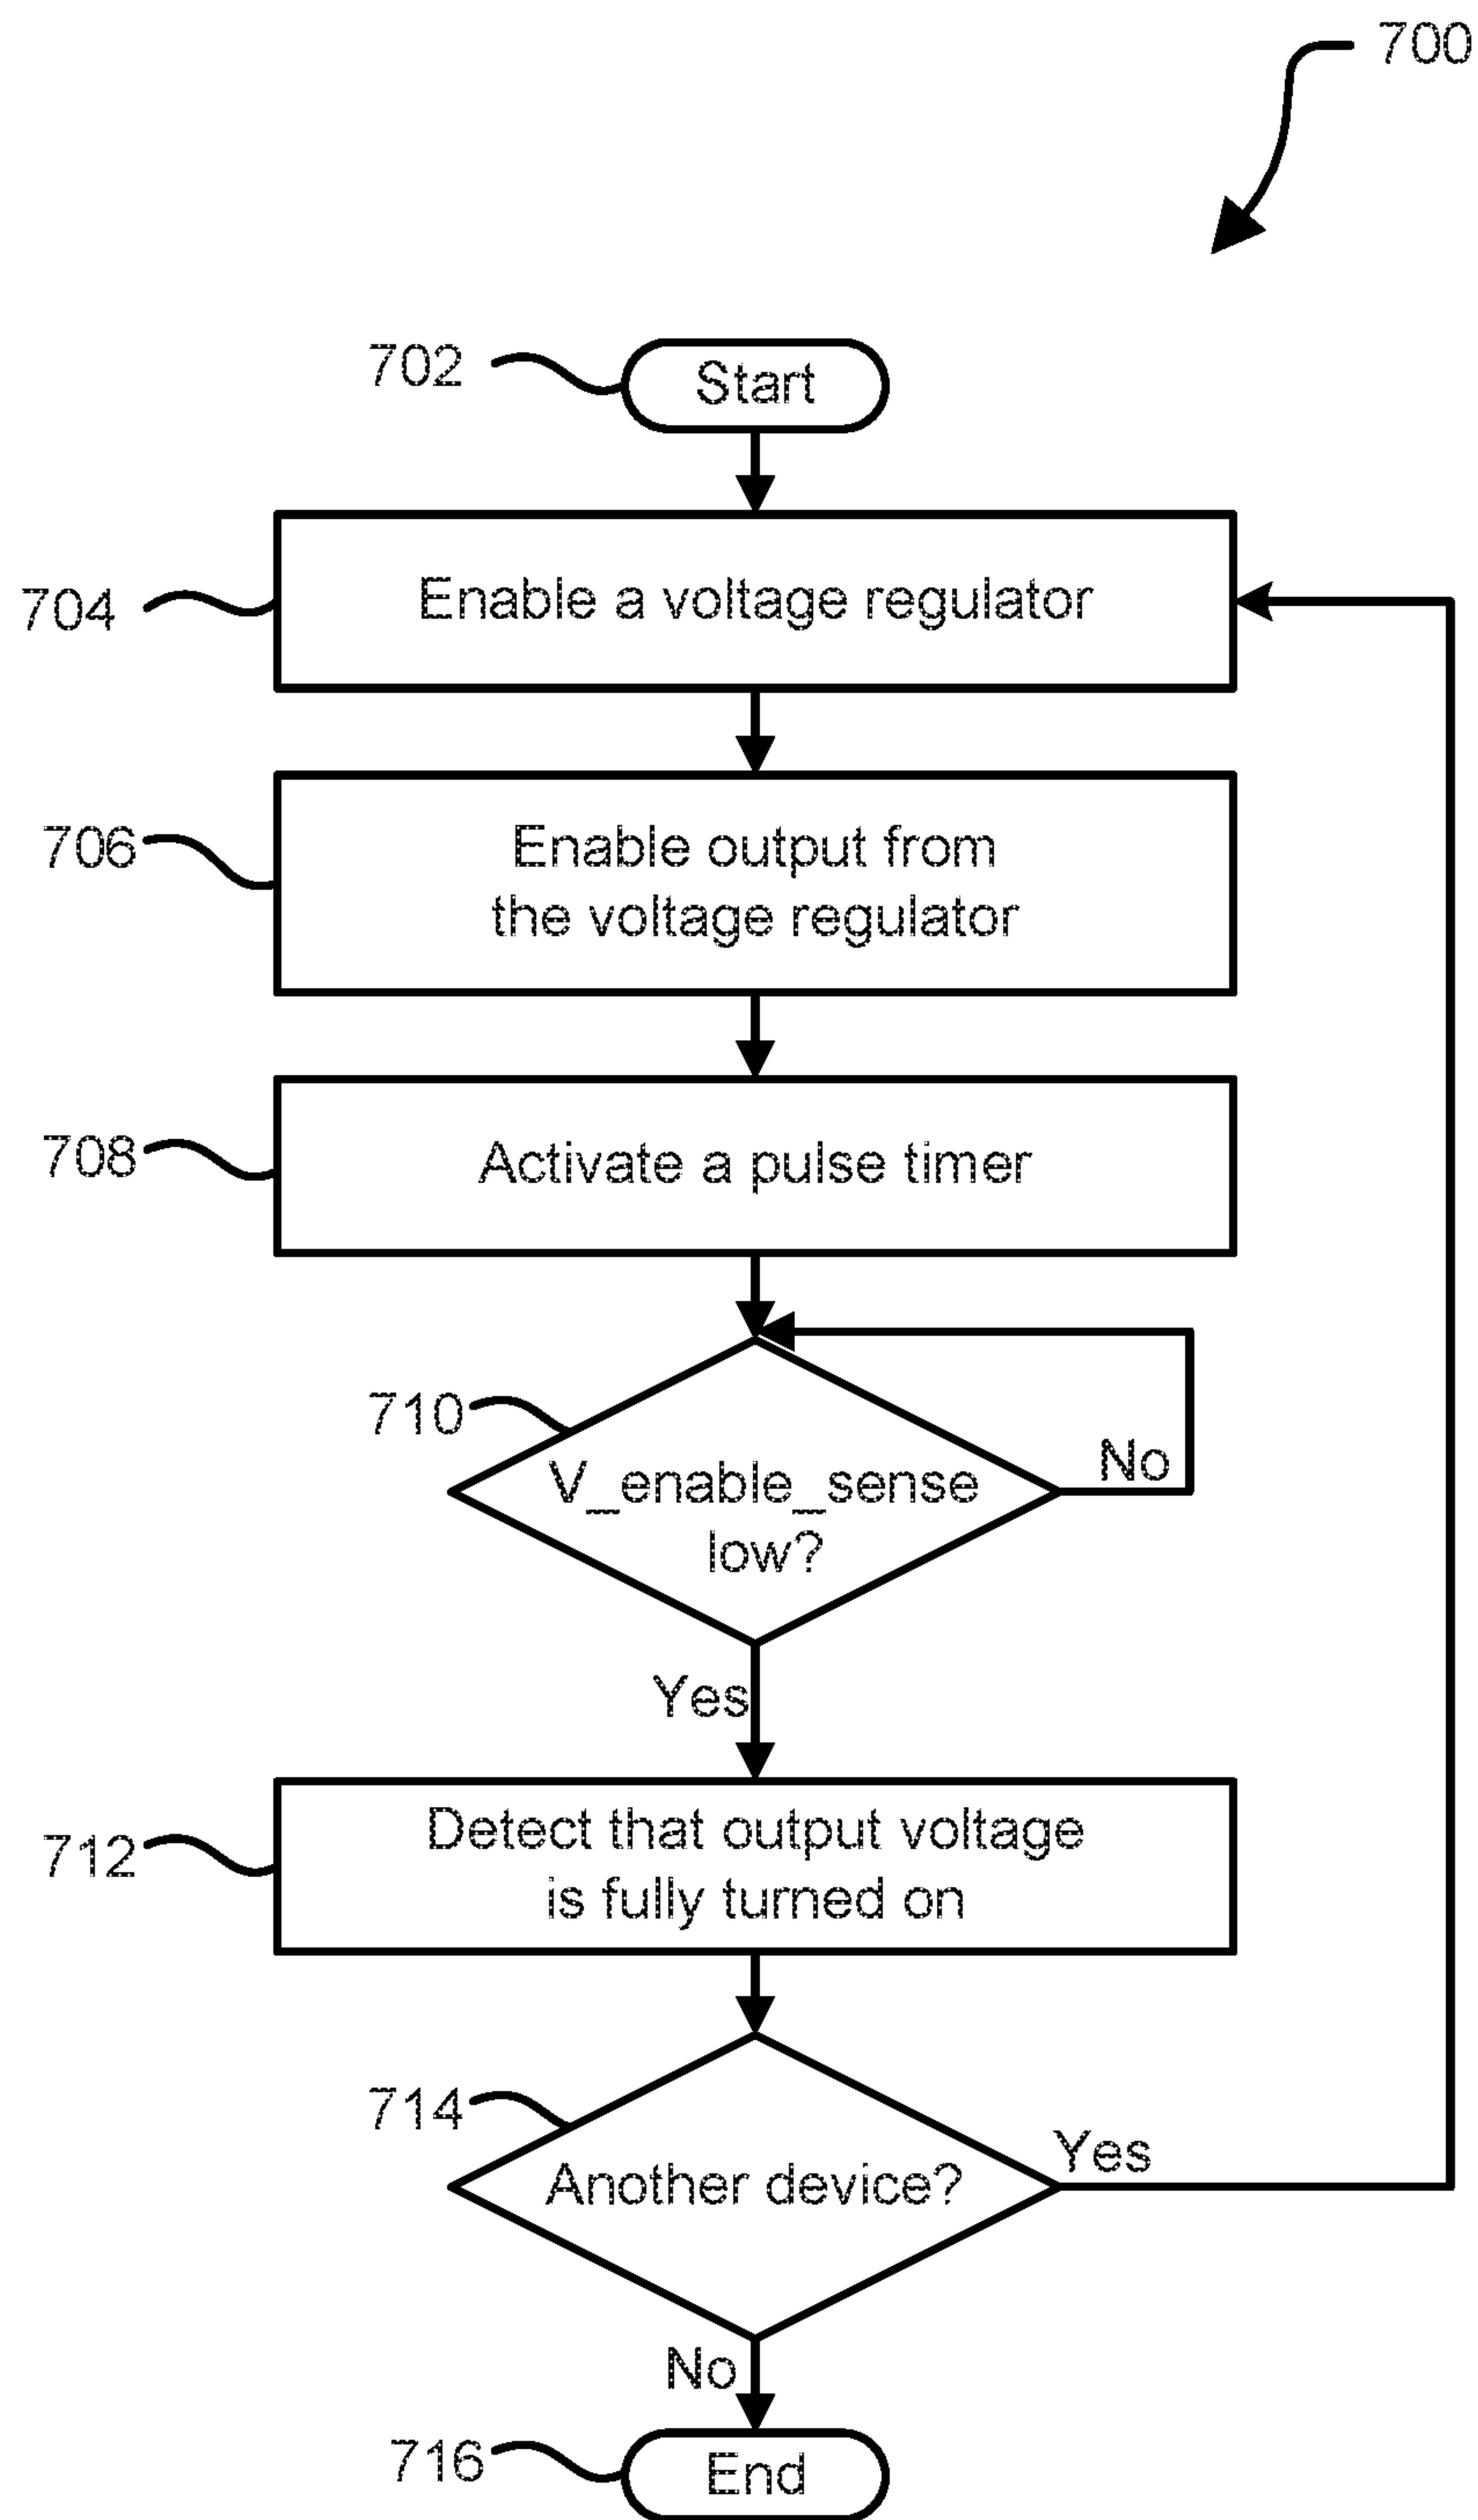 700
702
Start
704
Enable a voltage regulator
706
Enable output from
the voltage regulator
708
Activate a pulse timer
710
V_enable_sense
low?
No
Yes
712
Detect that output voltage
is fully turned on
714
Another device?
Yes
No
716
End